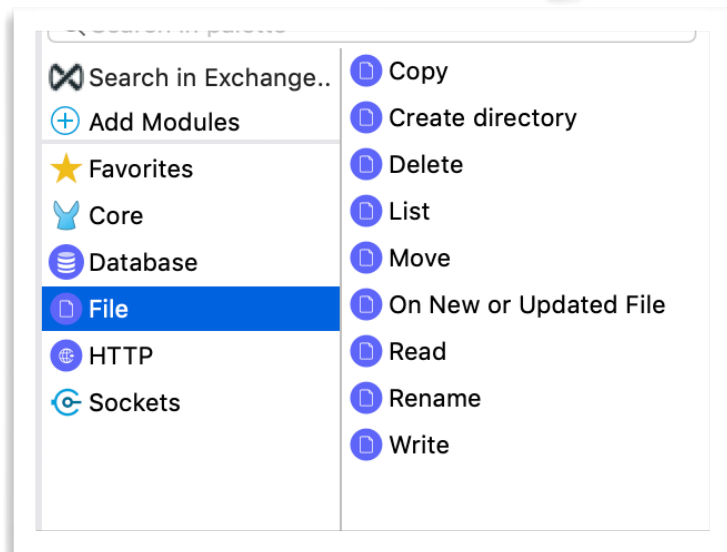 Search in Exchange..
Add Modules
Favorites
Core
Database
File
HTTP
Sockets
Copy
Create directory
Delete
List
Move
On New or Updated File
Read
Rename
Write